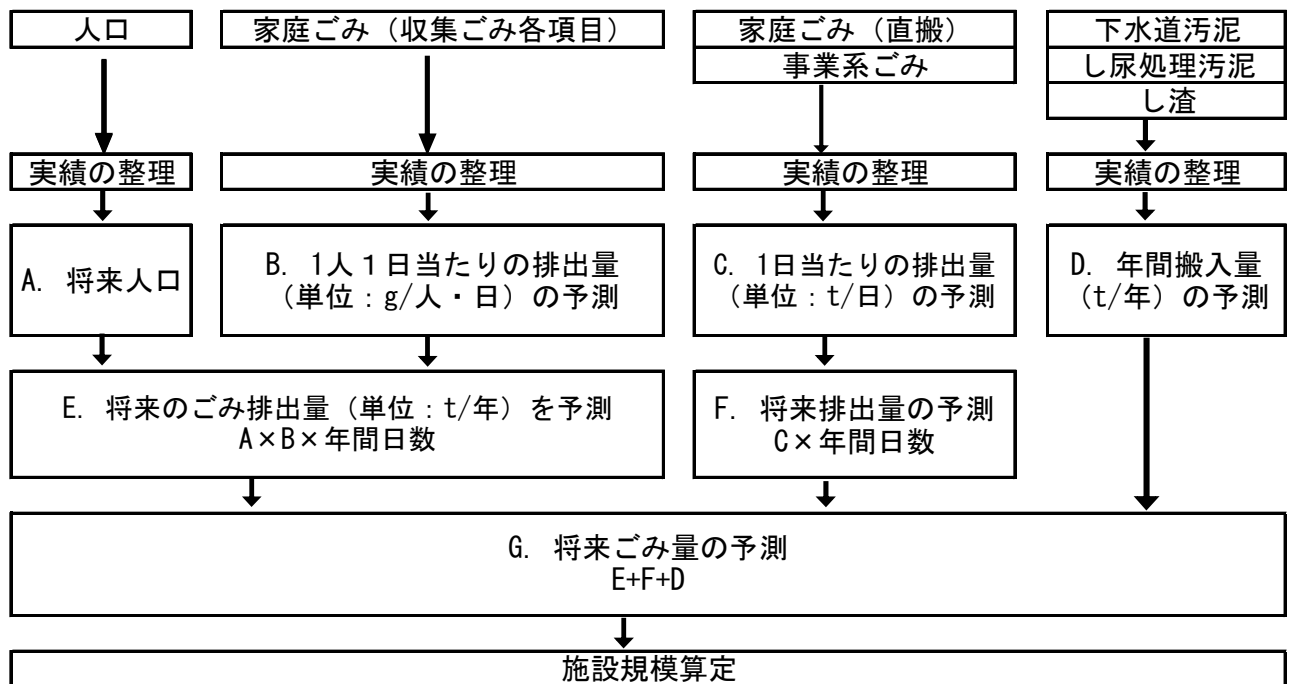 人口
家庭ごみ（収集ごみ各項目）
家庭ごみ（直搬）
事業系ごみ
下水道汚泥
し尿処理汚泥
し渣
実績の整理
実績の整理
実績の整理
実績の整理
A. 将来人口
B. 1人１日当たりの排出量
（単位：g/人・日）の予測
C. 1日当たりの排出量
（単位：t/日）の予測
D. 年間搬入量
（t/年）の予測
E. 将来のごみ排出量（単位：t/年）を予測
A×B×年間日数
F. 将来排出量の予測
C×年間日数
G. 将来ごみ量の予測
E+F+D
施設規模算定